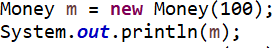 Money m = new Money(100);
System.out.println(m);